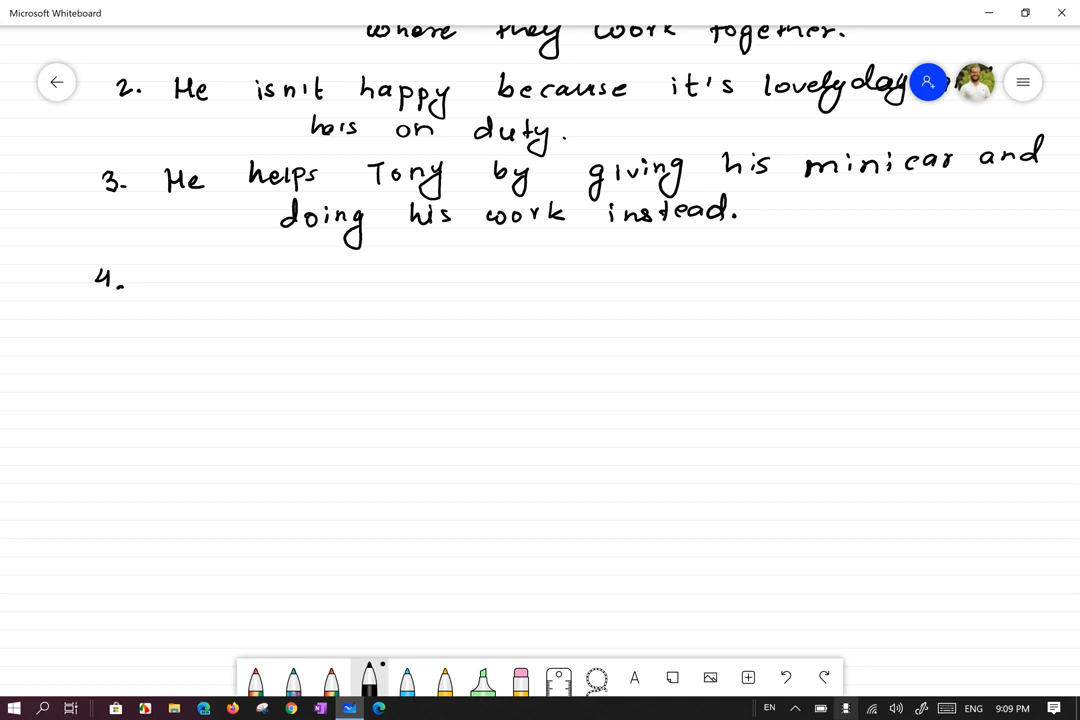 Microsoft Whiteboard
where they work together.
2. He isn't happy because it's lovely day
he's on duty.
3. He helps Tony by giving his minicar and
doing his work instead.
4.
EN ENG 9:09 PM